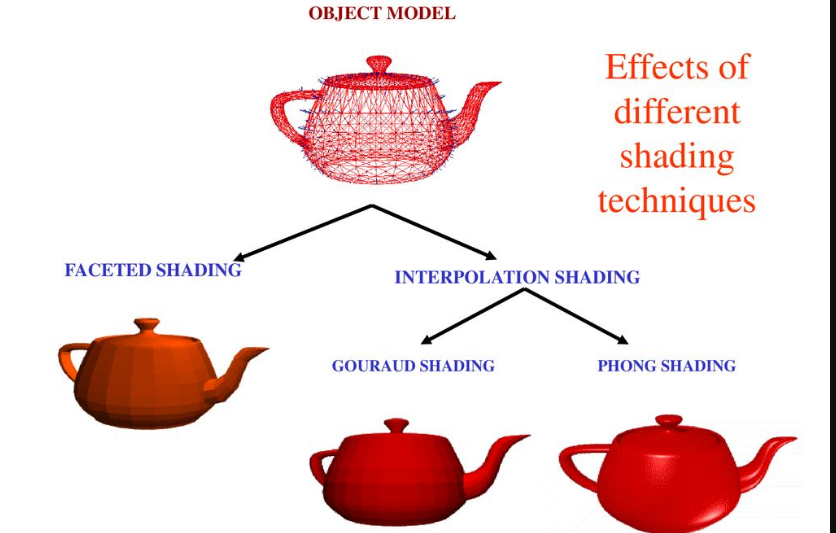 OBJECT MODEL
Effects of
different
shading
techniques
FACETED SHADING
INTERPOLATION SHADING
GOURAUD SHADING
PHONG SHADING